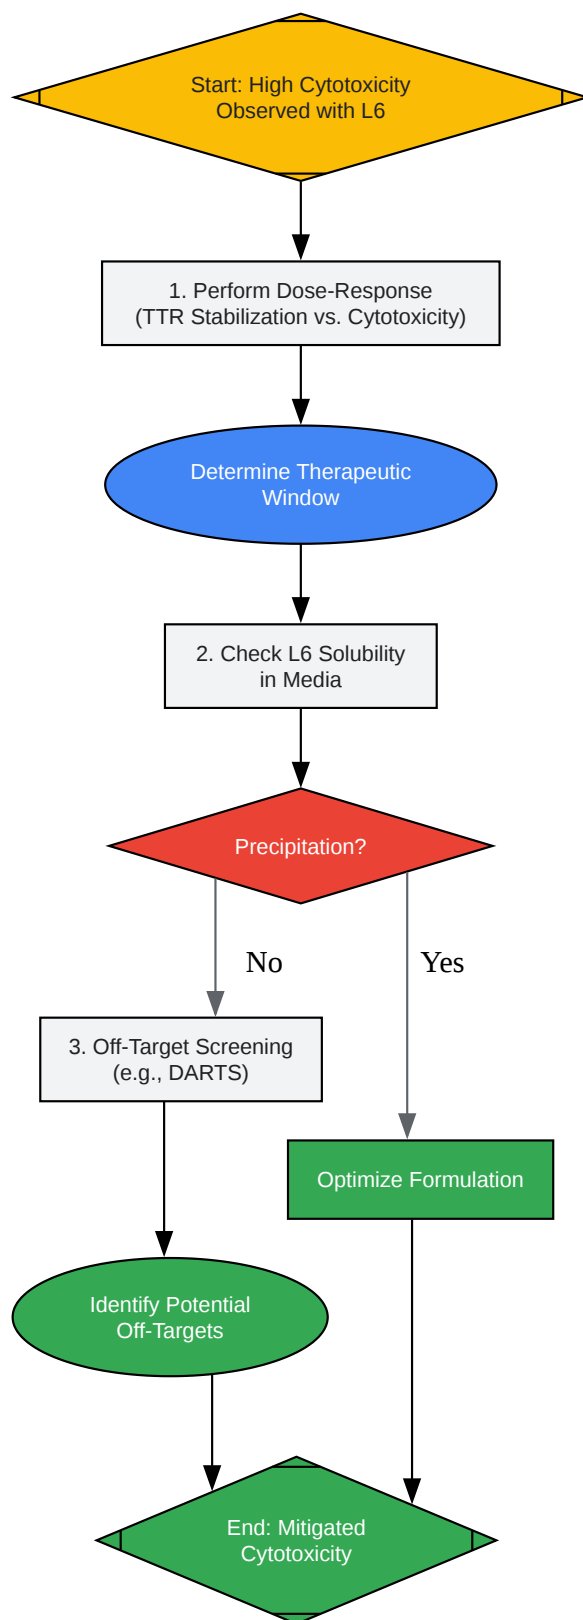 Start: High Cytotoxicity
Observed with L6
1. Perform Dose-Response
(TTR Stabilization vs. Cytotoxicity)
Determine Therapeutic
Window
2. Check L6 Solubility
in Media
Precipitation?
No
Yes
3. Off-Target Screening
(e.g., DARTS)
Optimize Formulation
Identify Potential
Off-Targets
End: Mitigated
Cytotoxicity